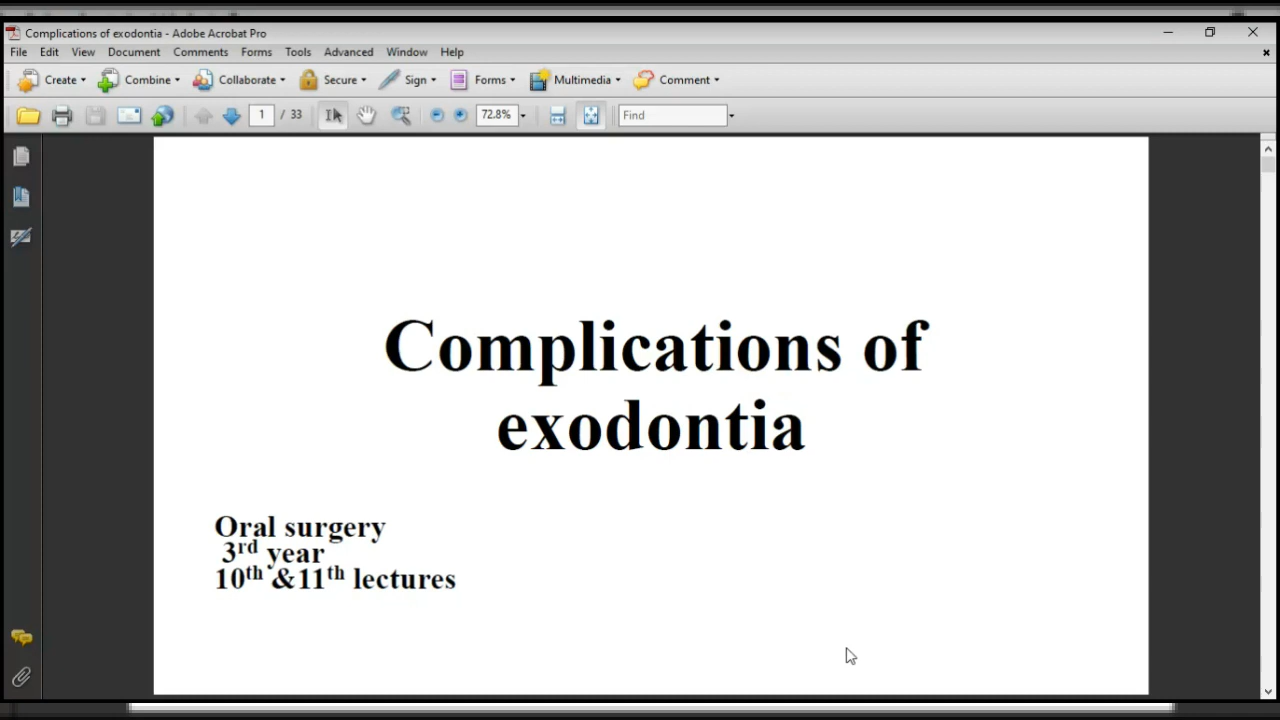 Complications of exodontia - Adobe Acrobat Pro
File Edit View Document Comments Forms Tools Advanced Window Help
Create Combine Collaborate Secure Sign Forms Multimedia Comment
1 / 33 72.8% Find
Complications of
exodontia
Oral surgery
3rd year
10th &11th lectures